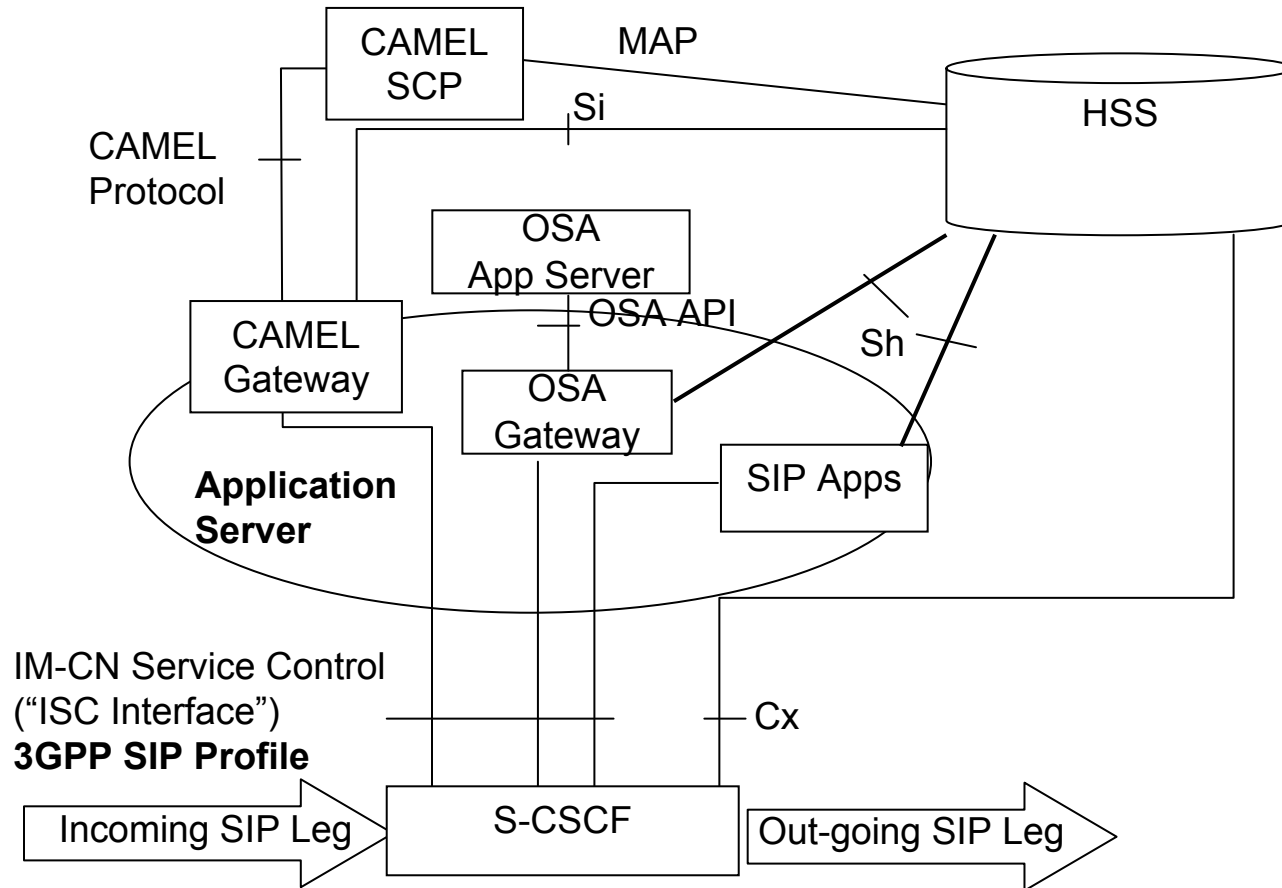 CAMEL
SCP
MAP
HSS
Si
CAMEL
Protocol
OSA
App Server
OSA API
CAMEL
Gateway
Sh
OSA
Gateway
SIP Apps
Application
Server
IM-CN Service Control
(“ISC Interface”)
3GPP SIP Profile
Cx
Incoming SIP Leg
S-CSCF
Out-going SIP Leg